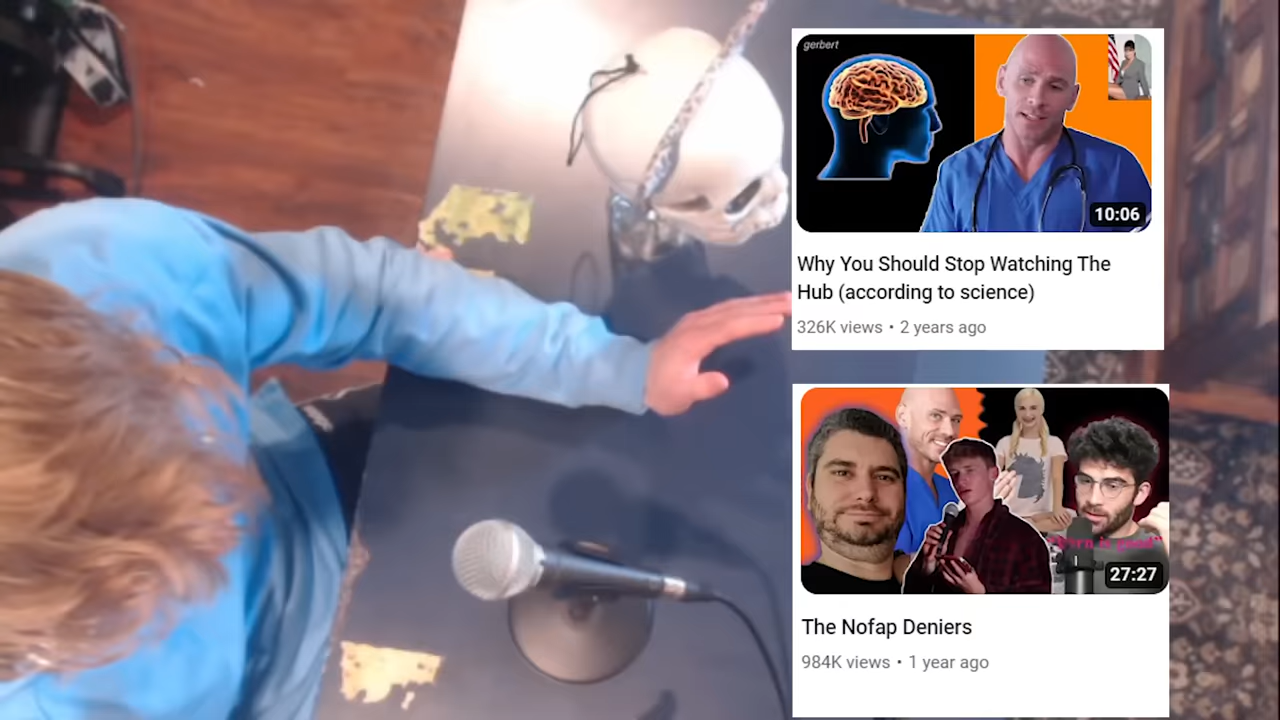 gerbert
10:06
Why You Should Stop Watching The
Hub (according to science)
326K views • 2 years ago
27:27
The Nofap Deniers
984K views • 1 year ago